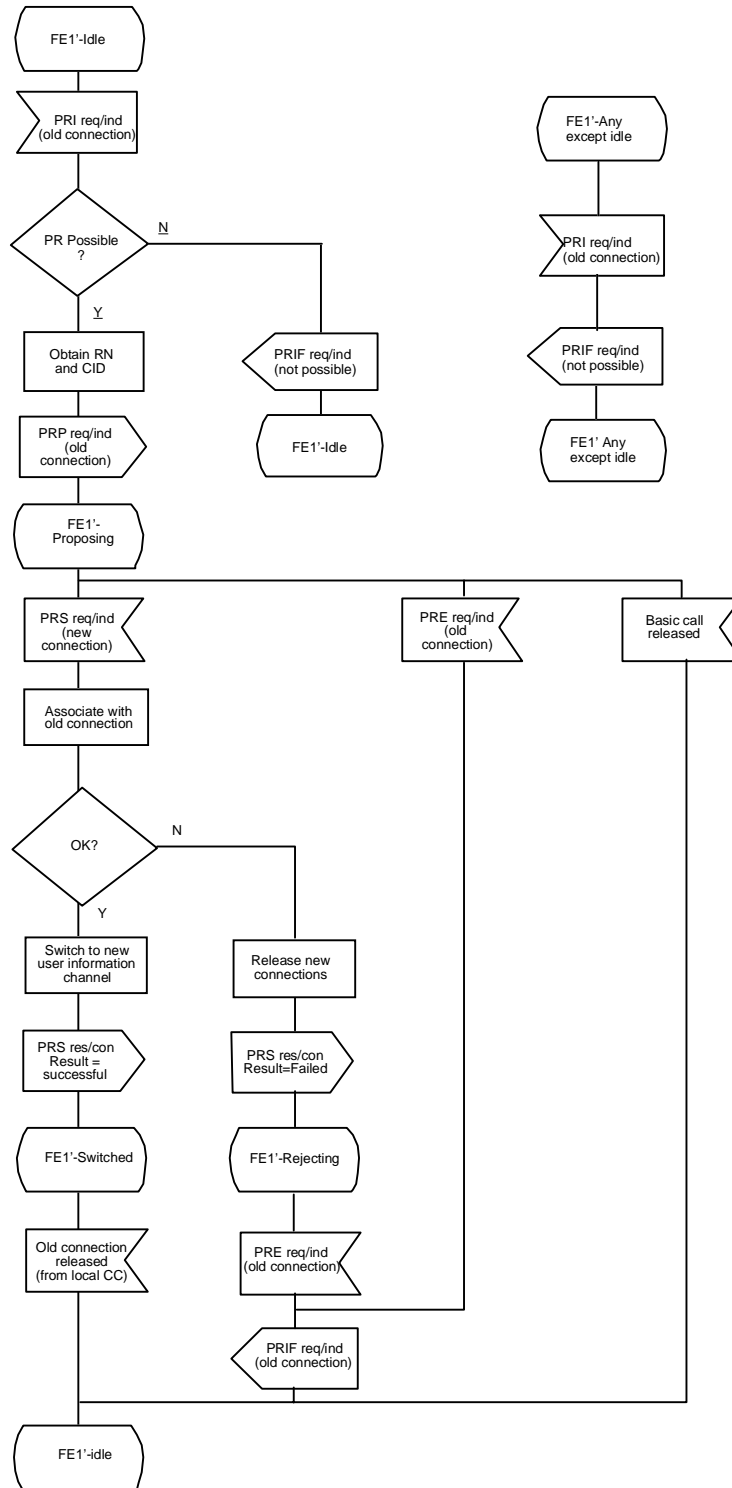 FE1'-Idle
PRI req/ind
(old connection)
PR Possible
?
N
Y
Obtain RN
and CID
PRIF req/ind
(not possible)
FE1'-Idle
PRP req/ind
(old
connection)
FE1'-
Proposing
FE1'-Any
except idle
PRI req/ind
(old connection)
PRIF req/ind
(not possible)
FE1' Any
except idle
PRS req/ind
(new
connection)
PRE req/ind
(old
connection)
Basic call
released
Associate with
old connection
OK?
N
Y
Switch to new
user information
channel
Release new
connections
PRS res/con
Result =
successful
PRS res/con
Result=Failed
FE1'-Switched
FE1'-Rejecting
Old connection
released
(from local CC)
PRE req/ind
(old connection)
PRIF req/ind
(old connection)
FE1'-idle